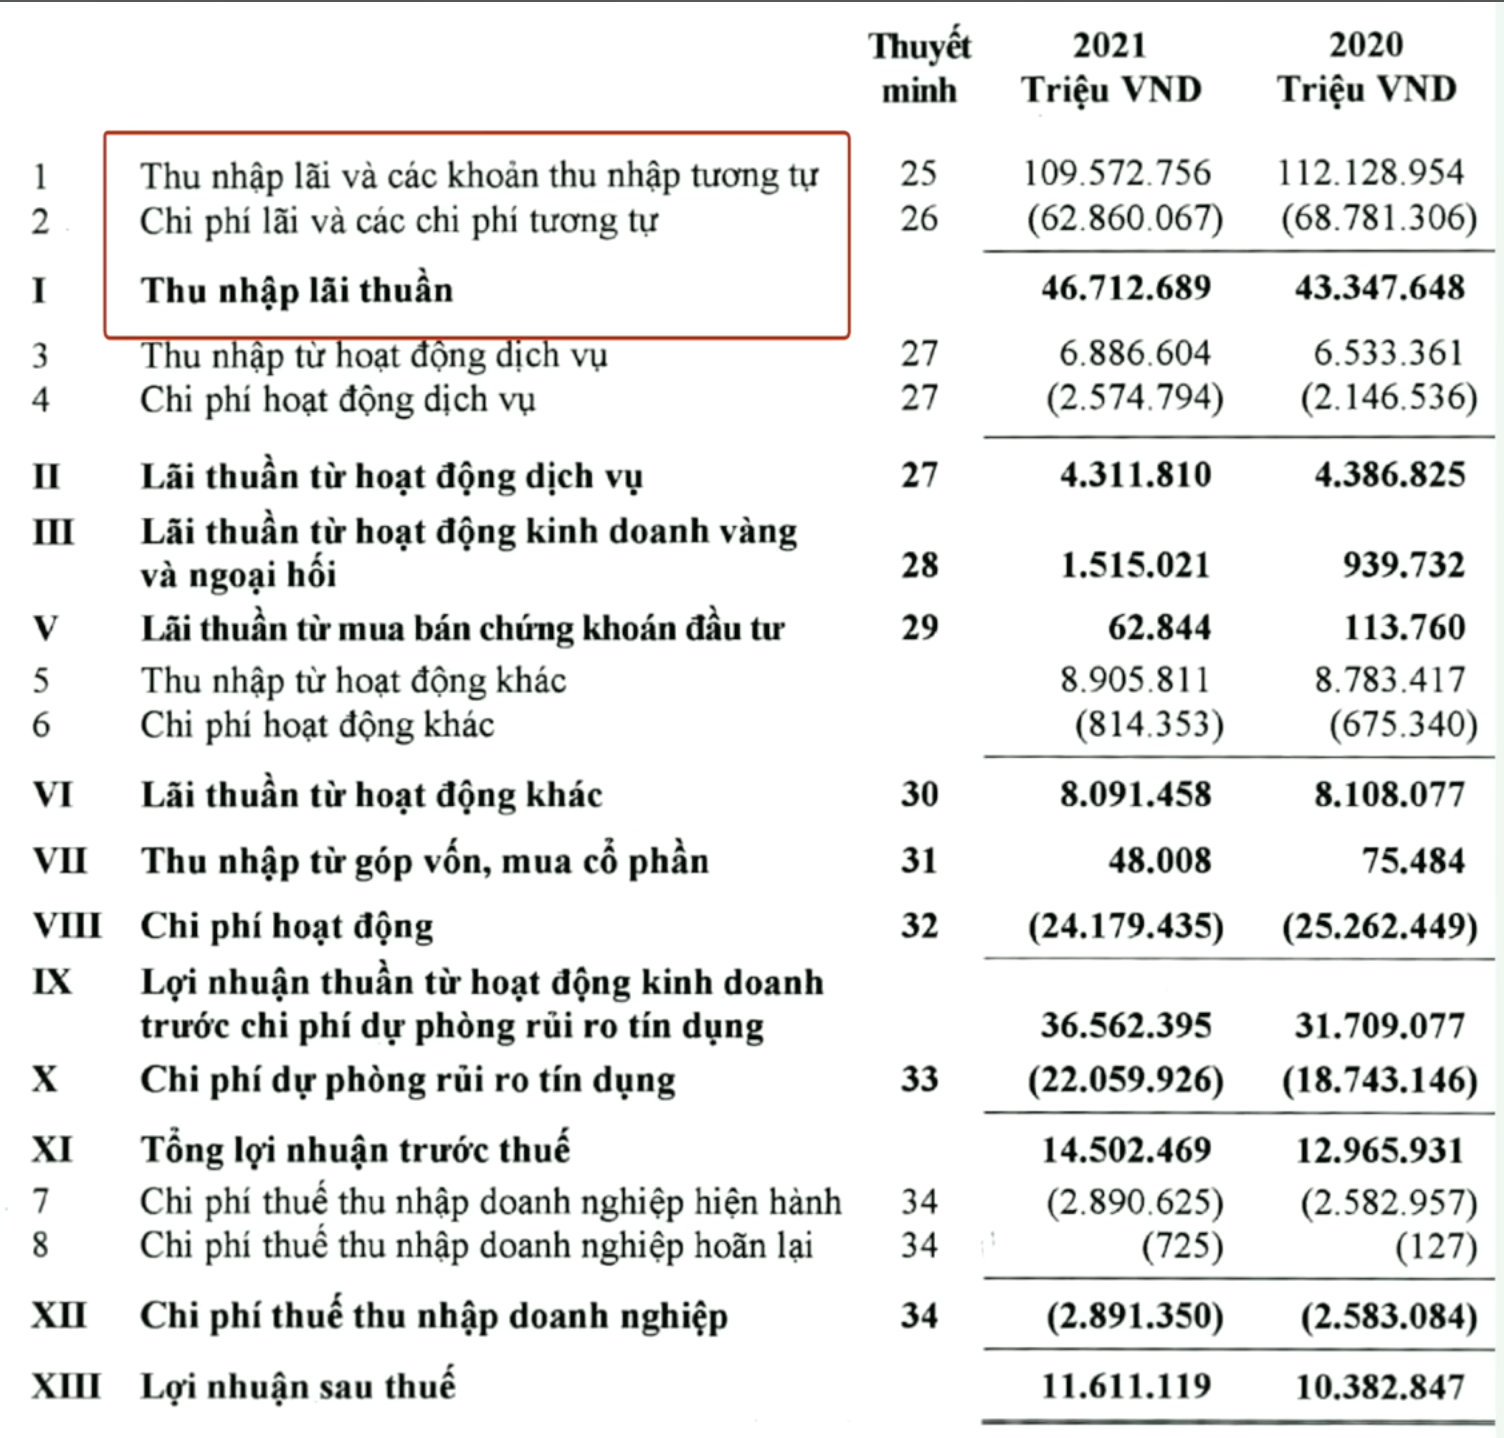 Thuyết 2021 2020
minh Triệu VND Triệu VND
1 Thu nhập lãi và các khoản thu nhập tương tự 25 109.572.756 112.128.954
2 Chi phí lãi và các chi phí tương tự 26 (62.860.067) (68.781.306)
I Thu nhập lãi thuần 46.712.689 43.347.648
3 Thu nhập từ hoạt động dịch vụ 27 6.886.604 6.533.361
4 Chi phí hoạt động dịch vụ 27 (2.574.794) (2.146.536)
II Lãi thuần từ hoạt động dịch vụ 27 4.311.810 4.386.825
III Lãi thuần từ hoạt động kinh doanh vàng
và ngoại hối 28 1.515.021 939.732
V Lãi thuần từ mua bán chứng khoán đầu tư 29 62.844 113.760
5 Thu nhập từ hoạt động khác 8.905.811 8.783.417
6 Chi phí hoạt động khác (814.353) (675.340)
VI Lãi thuần từ hoạt động khác 30 8.091.458 8.108.077
VII Thu nhập từ góp vốn, mua cổ phần 31 48.008 75.484
VIII Chi phí hoạt động 32 (24.179.435) (25.262.449)
IX Lợi nhuận thuần từ hoạt động kinh doanh
trước chi phí dự phòng rủi ro tín dụng 36.562.395 31.709.077
X Chi phí dự phòng rủi ro tín dụng 33 (22.059.926) (18.743.146)
XI Tổng lợi nhuận trước thuế 14.502.469 12.965.931
7 Chi phí thuế thu nhập doanh nghiệp hiện hành 34 (2.890.625) (2.582.957)
8 Chi phí thuế thu nhập doanh nghiệp hoãn lại 34 (725) (127)
XII Chi phí thuế thu nhập doanh nghiệp 34 (2.891.350) (2.583.084)
XIII Lợi nhuận sau thuế 11.611.119 10.382.847